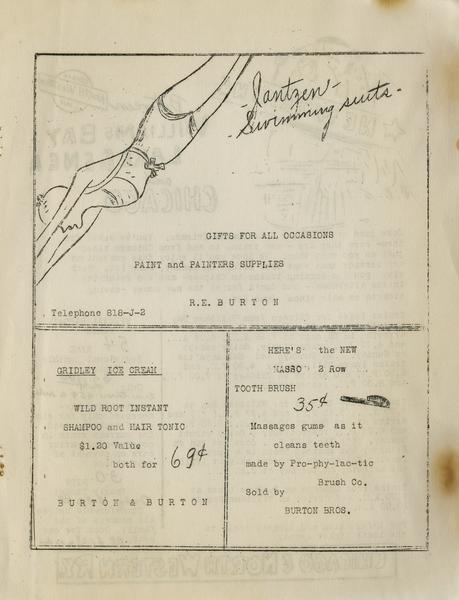 -Jantzen-
-Swimming suits-
GIFTS FOR ALL OCCASIONS
PAINT and PAINTERS SUPPLIES
R.E. BURTON
Telephone 818-J-2
GRIDLEY ICE CREAM
WILD ROOT INSTANT
SHAMPOO and HAIR TONIC
$1.20 Value
both for 69¢
BURTON & BURTON
HERE'S the NEW
MASSO 2 Row
TOOTH BRUSH
35¢
Massages gums as it
cleans teeth
made by Pro-phy-lac-tic
Brush Co.
Sold by
BURTON BROS.
CHICAGO